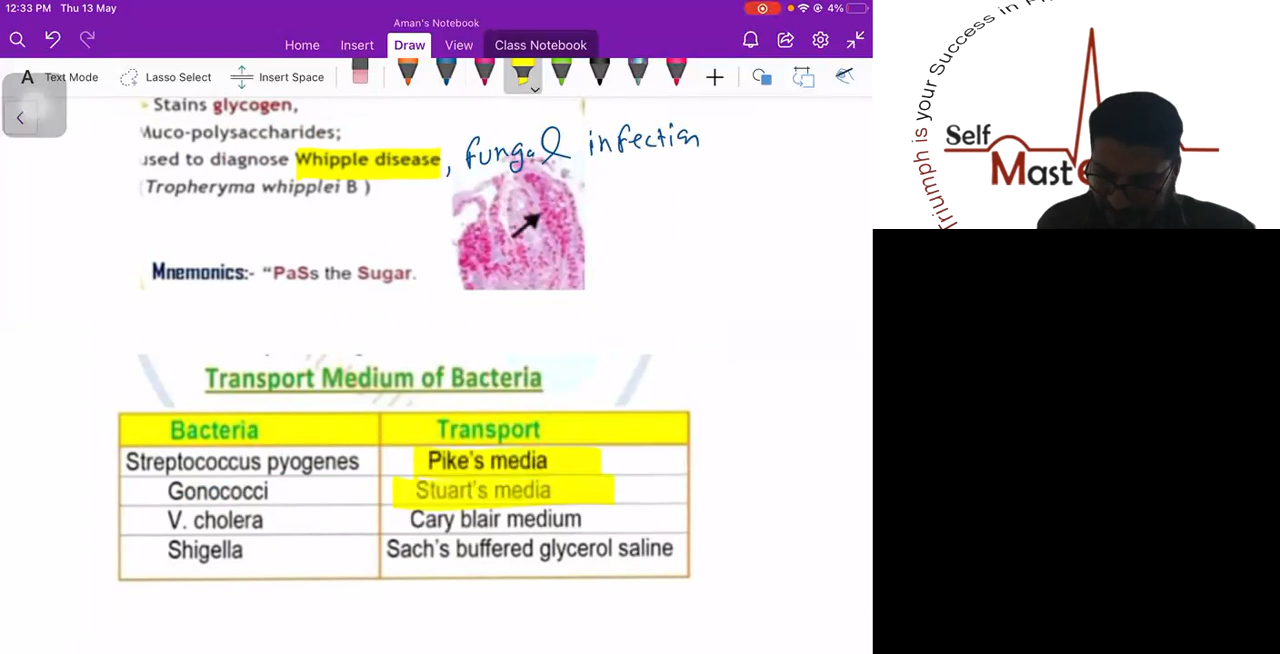 12:33 PM Thu 13 May
4%
Aman's Notebook
Home Insert Draw View Class Notebook
Text Mode Lasso Select Insert Space
Stains glycogen,
Muco-polysaccharides;
used to diagnose Whipple disease, fungal infection
(Tropheryma whipplei B )
Mnemonics:- "PaSs the Sugar.
Transport Medium of Bacteria
Bacteria Transport
Streptococcus pyogenes Pike's media
Gonococci Stuart's media
V. cholera Cary blair medium
Shigella Sach's buffered glycerol saline
Triumph is your Success in
Self
Mast